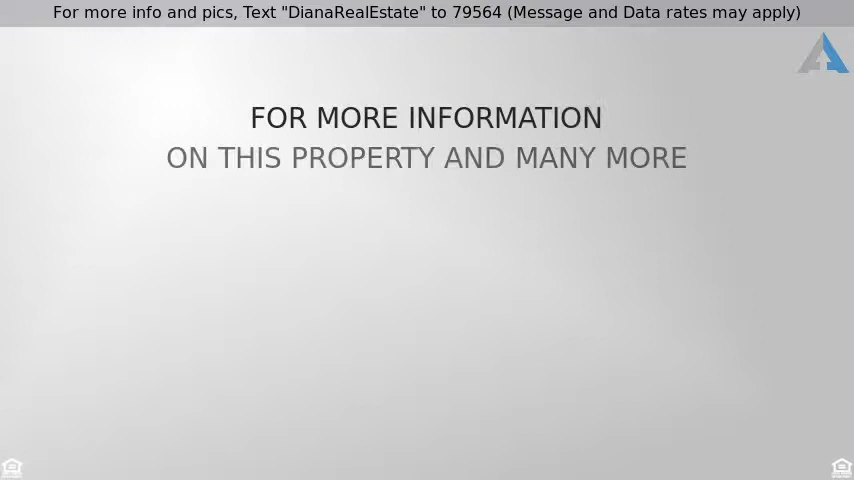 For more info and pics, Text "DianaRealEstate" to 79564 (Message and Data rates may apply)
FOR MORE INFORMATION
ON THIS PROPERTY AND MANY MORE